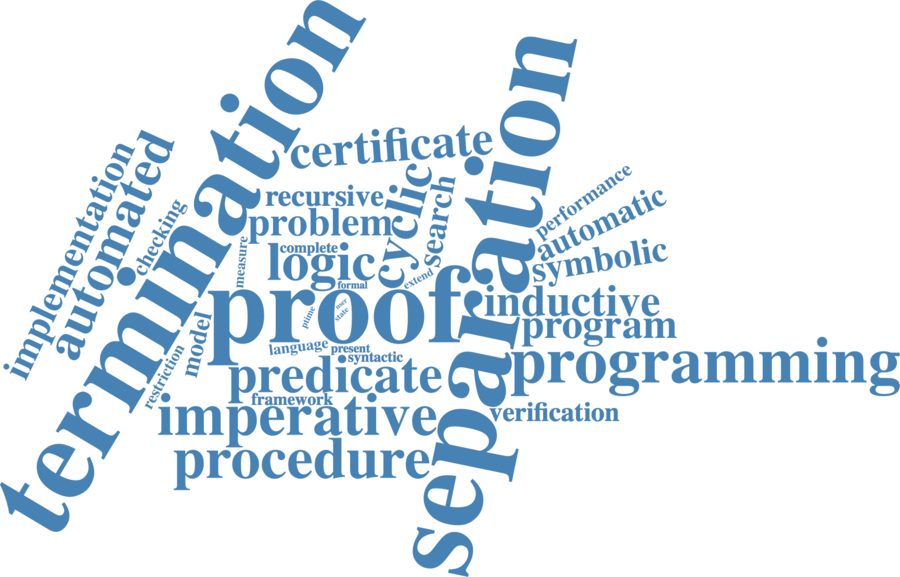 termination
separation
certificate
implementation
automated
checking
recursive
cyclic
search
performance
automatic
symbolic
problem
measure
complete
logic
formal
extend
proof
ptime
user
state
inductive
program
model
restriction
language
present
syntactic
programming
predicate
framework
imperative
verification
procedure